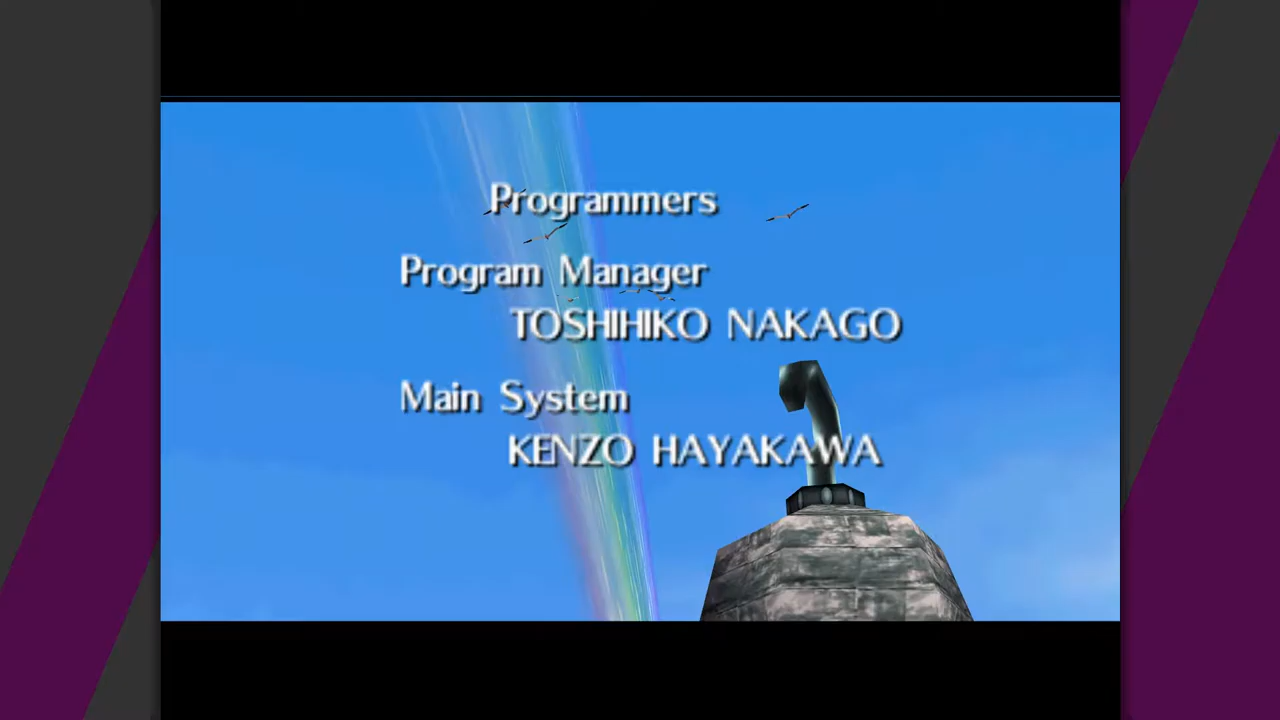 Programmers
Program Manager
TOSHIHIKO NAKAGO
Main System
KENZO HAYAKAWA